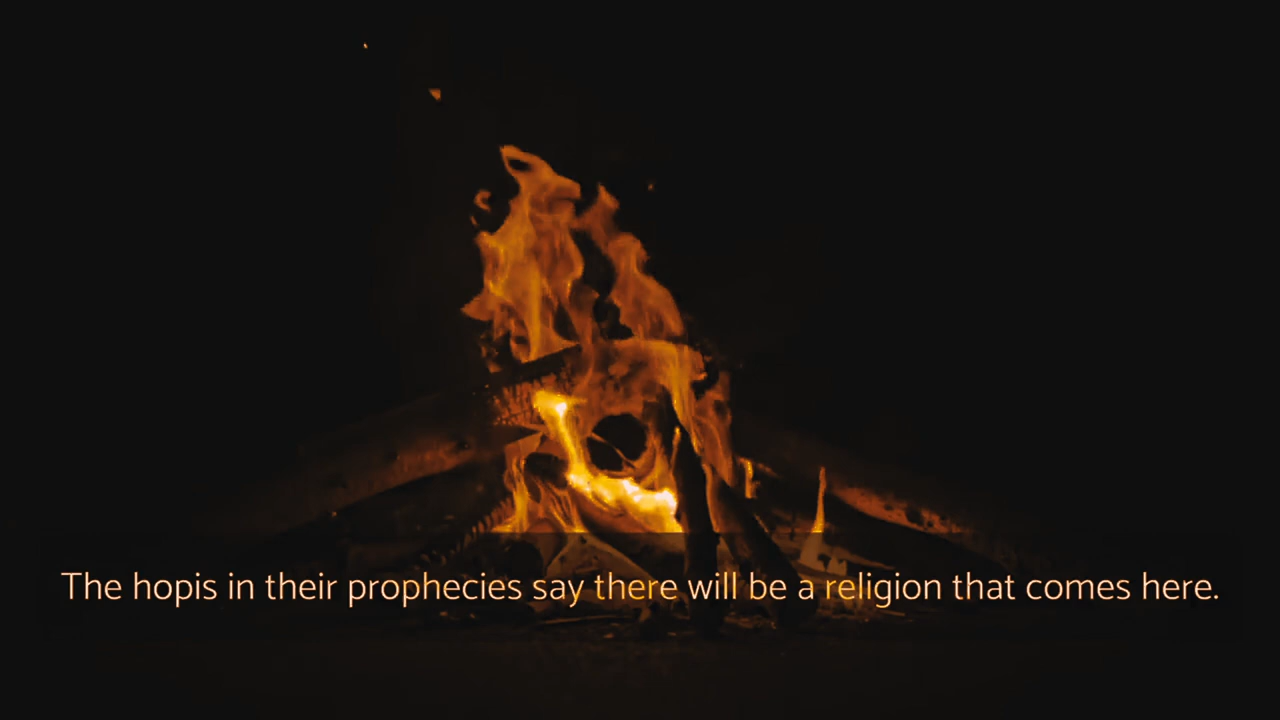 The hopis in their prophecies say there will be a religion that comes here.